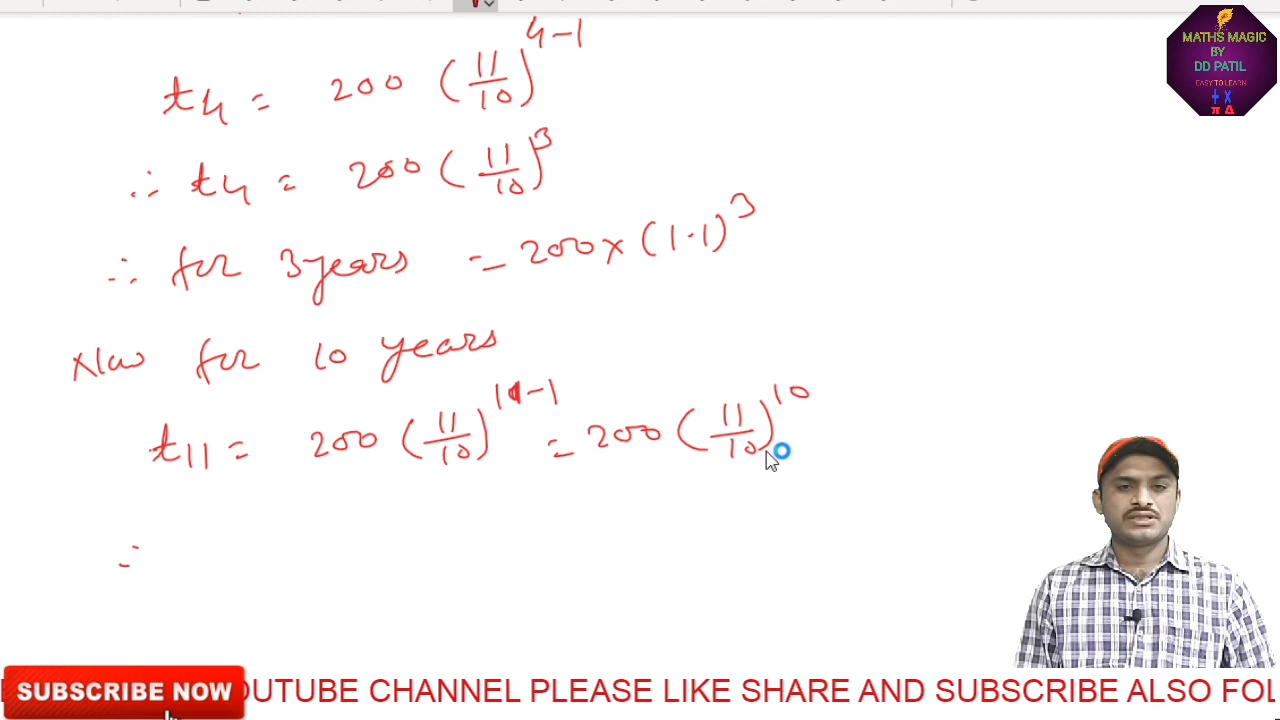 MATHS MAGIC
BY
DD PATIL
EASY TO LEARN
+ X
π Δ
t4 = 200 (11/10)^4-1
∴ t4 = 200 (11/10)^3
∴ for 3 years = 200 x (1.1)^3
Now for 10 years
t11 = 200 (11/10)^11-1 = 200 (11/10)^10
∴
SUBSCRIBE NOW
OUTUBE CHANNEL PLEASE LIKE SHARE AND SUBSCRIBE ALSO FOL